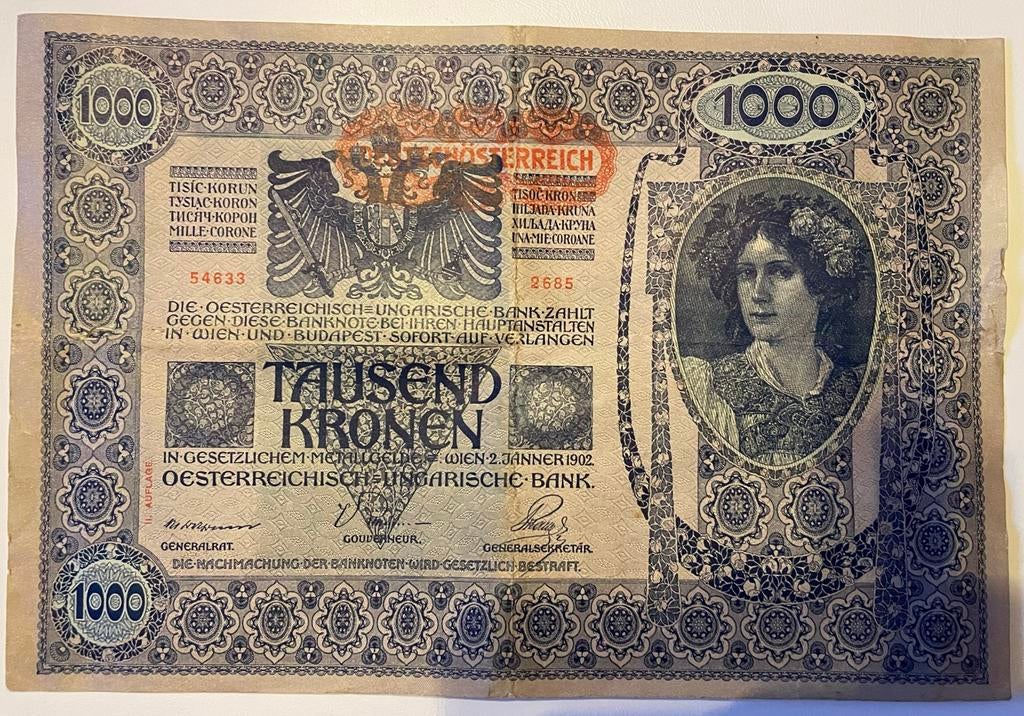 1000
1000
DEUTSCHÖSTERREICH
TISÍC·KORUN
TYSIĄC·KORON
ТИСЯЧ·КОРОН
MILLE·CORONE
TISOČ·KRON
HILJADA·KRUNA
ХИЉАДА·КРУНА
UNA·MIE·COROANE
54633
2685
DIE·OESTERREICHISCH=UNGARISCHE·BANK·ZAHLT
GEGEN·DIESE·BANKNOTE·BEI·IHREN·HAUPTANSTALTEN
IN·WIEN·UND·BUDAPEST·SOFORT·AUF·VERLANGEN
TAUSEND
KRONEN
IN·GESETZLICHEM·METALLGELDE=WIEN·2.JÄNNER 1902.
OESTERREICHISCH=UNGARISCHE·BANK.
II. AUFLAGE
GENERALRAT.
GOUVERNEUR.
GENERALSEKRETÄR.
DIE·NACHMACHUNG·DER·BANKNOTEN·WIRD·GESETZLICH·BESTRAFT.
1000